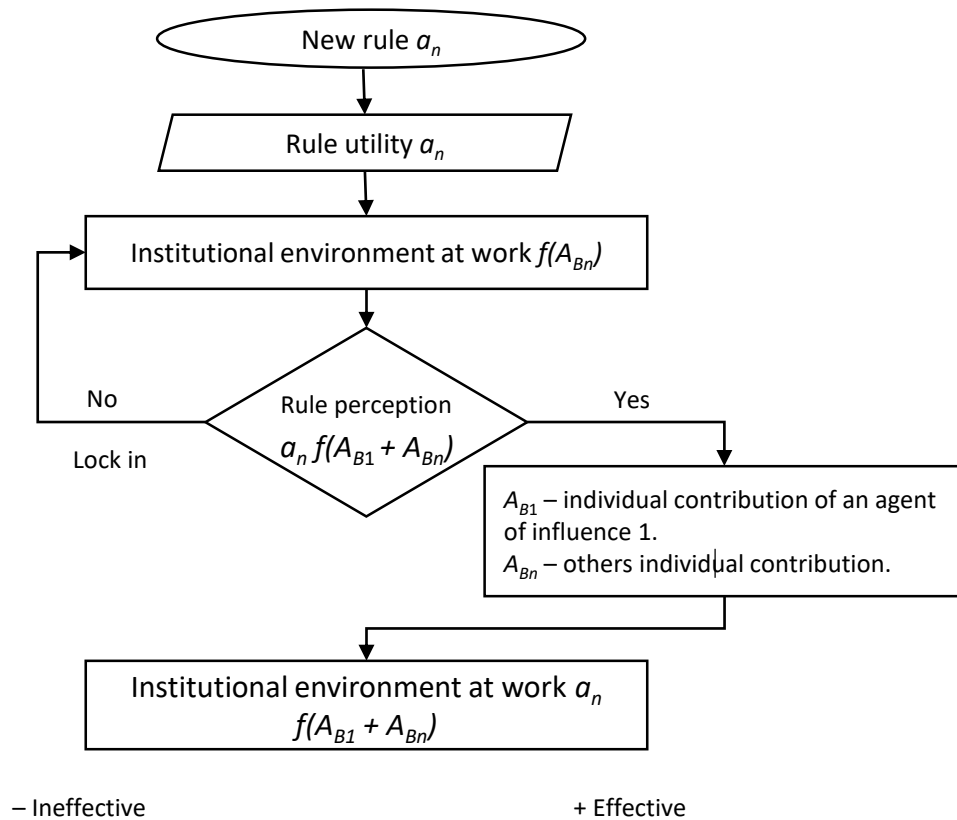 New rule aₙ
Rule utility aₙ
Institutional environment at work f(A_Bn)
No
Yes
Rule perception
aₙ f(A_B1 + A_Bn)
Lock in
A_B1 – individual contribution of an agent
of influence 1.
A_Bn – others individual contribution.
Institutional environment at work aₙ
f(A_B1 + A_Bn)
– Ineffective
+ Effective